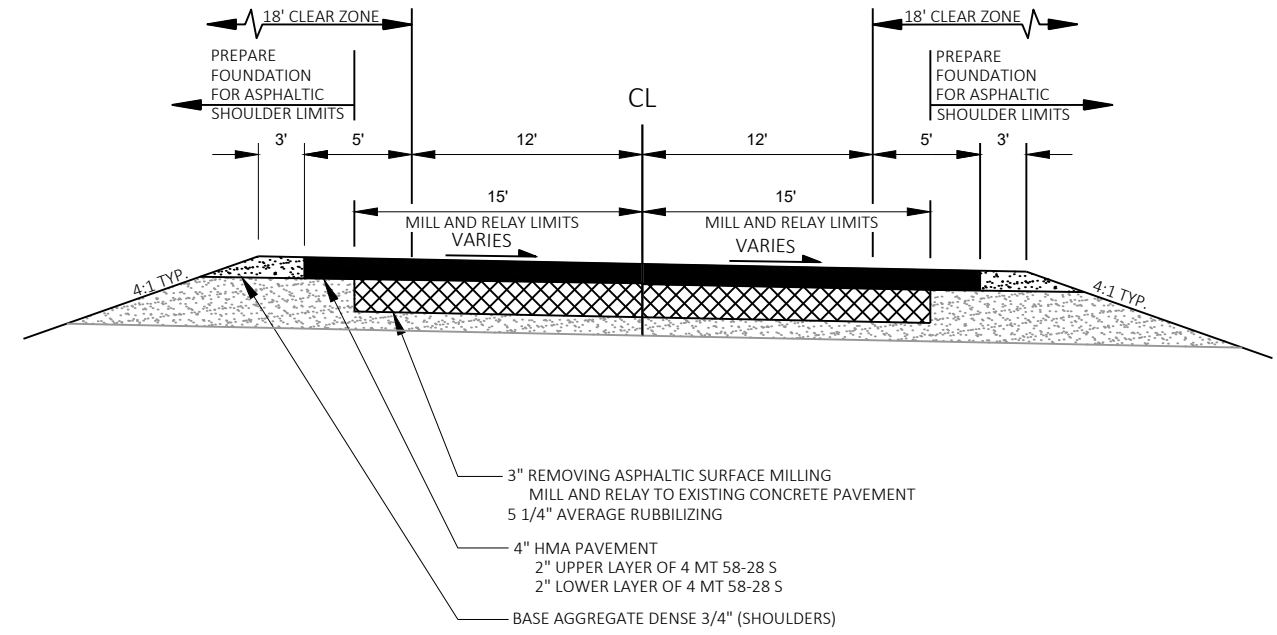 18' CLEAR ZONE
18' CLEAR ZONE
PREPARE
FOUNDATION
FOR ASPHALTIC
SHOULDER LIMITS
PREPARE
FOUNDATION
FOR ASPHALTIC
SHOULDER LIMITS
CL
3'
5'
12'
12'
5'
3'
15'
15'
MILL AND RELAY LIMITS
MILL AND RELAY LIMITS
VARIES
VARIES
4:1 TYP.
4:1 TYP.
3" REMOVING ASPHALTIC SURFACE MILLING
MILL AND RELAY TO EXISTING CONCRETE PAVEMENT
5 1/4" AVERAGE RUBBILIZING
4" HMA PAVEMENT
2" UPPER LAYER OF 4 MT 58-28 S
2" LOWER LAYER OF 4 MT 58-28 S
BASE AGGREGATE DENSE 3/4" (SHOULDERS)